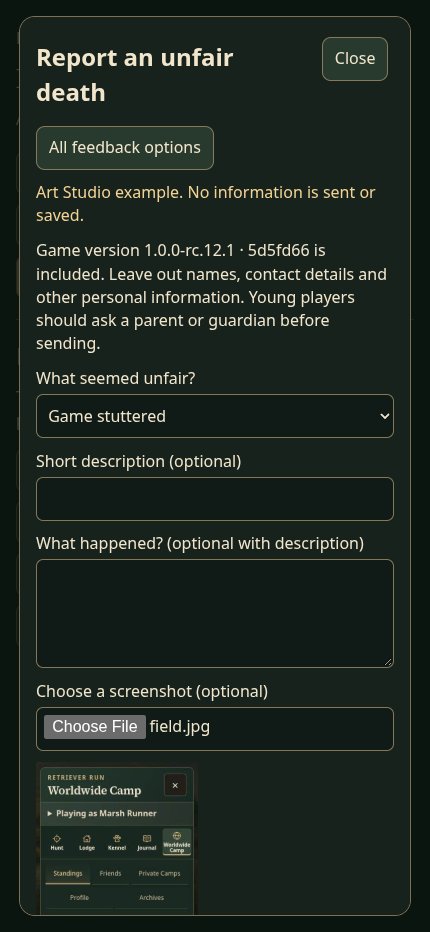 Report an unfair
death
Close
All feedback options
Art Studio example. No information is sent or
saved.
Game version 1.0.0-rc.12.1 · 5d5fd66 is
included. Leave out names, contact details and
other personal information. Young players
should ask a parent or guardian before
sending.
What seemed unfair?
Game stuttered
Short description (optional)
What happened? (optional with description)
Choose a screenshot (optional)
Choose File field.jpg
RETRIEVER RUN
Worldwide Camp
×
▸ Playing as Marsh Runner
Hunt Lodge Kennel Journal Worldwide
Camp
Standings Friends Private Camps
Profile Archives